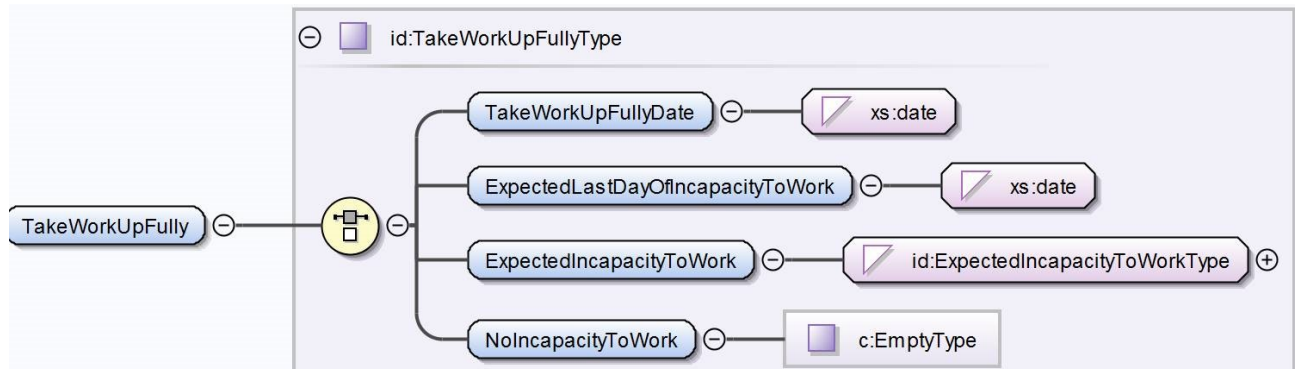 id:TakeWorkUpFullyType
TakeWorkUpFullyDate xs:date
ExpectedLastDayOfIncapacityToWork xs:date
TakeWorkUpFully
ExpectedIncapacityToWork id:ExpectedIncapacityToWorkType
NoIncapacityToWork c:EmptyType